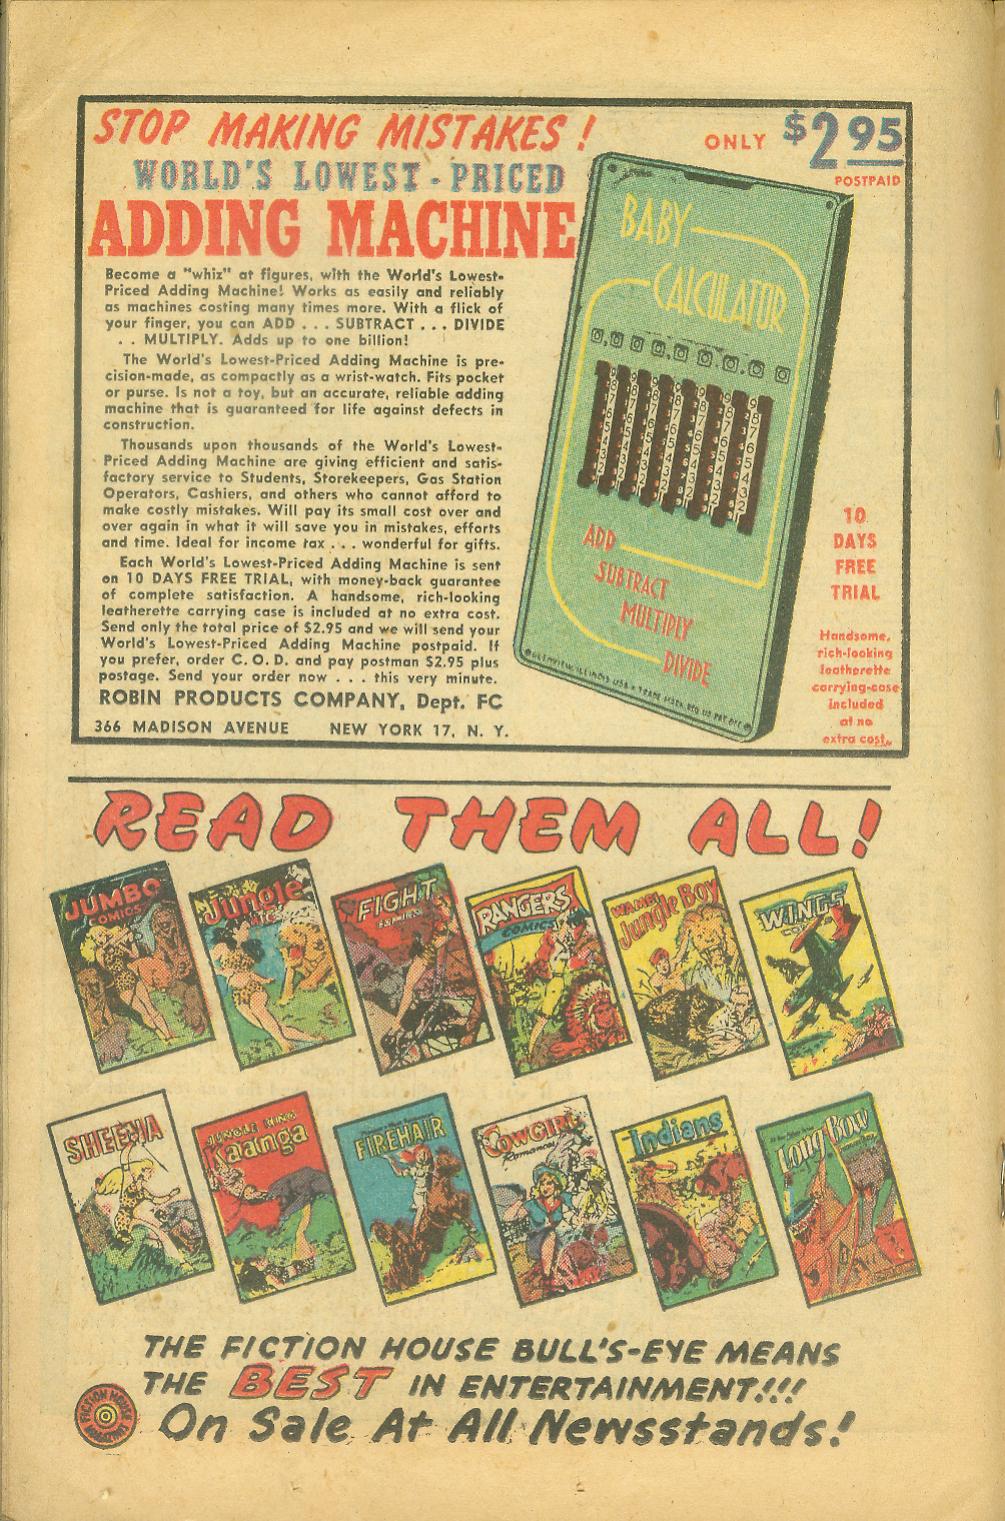 STOP MAKING MISTAKES!
ONLY $2.95
POSTPAID
WORLD'S LOWEST-PRICED
ADDING MACHINE
Become a "whiz" at figures, with the World's Lowest-
Priced Adding Machine! Works as easily and reliably
as machines costing many times more. With a flick of
your finger, you can ADD . . . SUBTRACT . . . DIVIDE
. . MULTIPLY. Adds up to one billion!
The World's Lowest-Priced Adding Machine is pre-
cision-made, as compactly as a wrist-watch. Fits pocket
or purse. Is not a toy, but an accurate, reliable adding
machine that is guaranteed for life against defects in
construction.
Thousands upon thousands of the World's Lowest-
Priced Adding Machine are giving efficient and satis-
factory service to Students, Storekeepers, Gas Station
Operators, Cashiers, and others who cannot afford to
make costly mistakes. Will pay its small cost over and
over again in what it will save you in mistakes, efforts
and time. Ideal for income tax . . . wonderful for gifts.
Each World's Lowest-Priced Adding Machine is sent
on 10 DAYS FREE TRIAL, with money-back guarantee
of complete satisfaction. A handsome, rich-looking
leatherette carrying case is included at no extra cost.
Send only the total price of $2.95 and we will send your
World's Lowest-Priced Adding Machine postpaid. If
you prefer, order C. O. D. and pay postman $2.95 plus
postage. Send your order now . . . this very minute.
ROBIN PRODUCTS COMPANY, Dept. FC
366 MADISON AVENUE NEW YORK 17, N. Y.
BABY
CALCULATOR
ADD
SUBTRACT
MULTIPLY
DIVIDE
10
DAYS
FREE
TRIAL
Handsome,
rich-looking
leatherette
carrying-case
included
at no
extra cost.
READ THEM ALL!
JUMBO
COMICS
Jungle
FIGHT
COMICS
RANGERS
COMICS
WAMBI
Jungle Boy
WINGS
SHEENA
JUNGLE KING
Kaanga
FIREHAIR
COWGIRL
Romances
Indians
Long Bow
THE FICTION HOUSE BULL'S-EYE MEANS
THE BEST IN ENTERTAINMENT!!!
On Sale At All Newsstands!
FICTION HOUSE